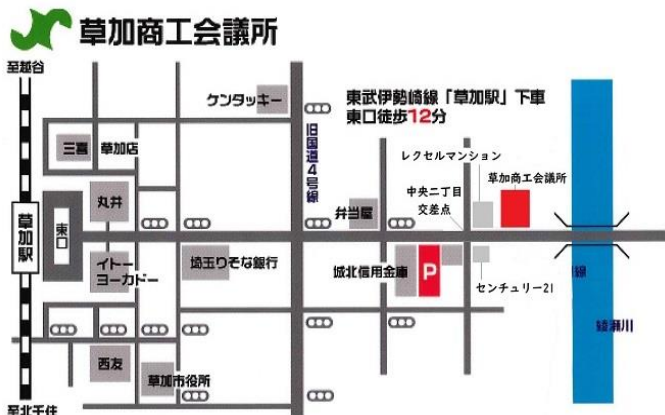 草加商工会議所
至越谷
ケンタッキー
東武伊勢崎線「草加駅」下車
東口徒歩12分
旧国道4号線
三喜 草加店
レクセルマンション
草加商工会議所
中央二丁目
交差点
丸井
弁当屋
草加駅
東口
イトー
ヨーカドー
埼玉りそな銀行
城北信用金庫
P
センチュリー21
線
綾瀬川
西友
草加市役所
至北千住